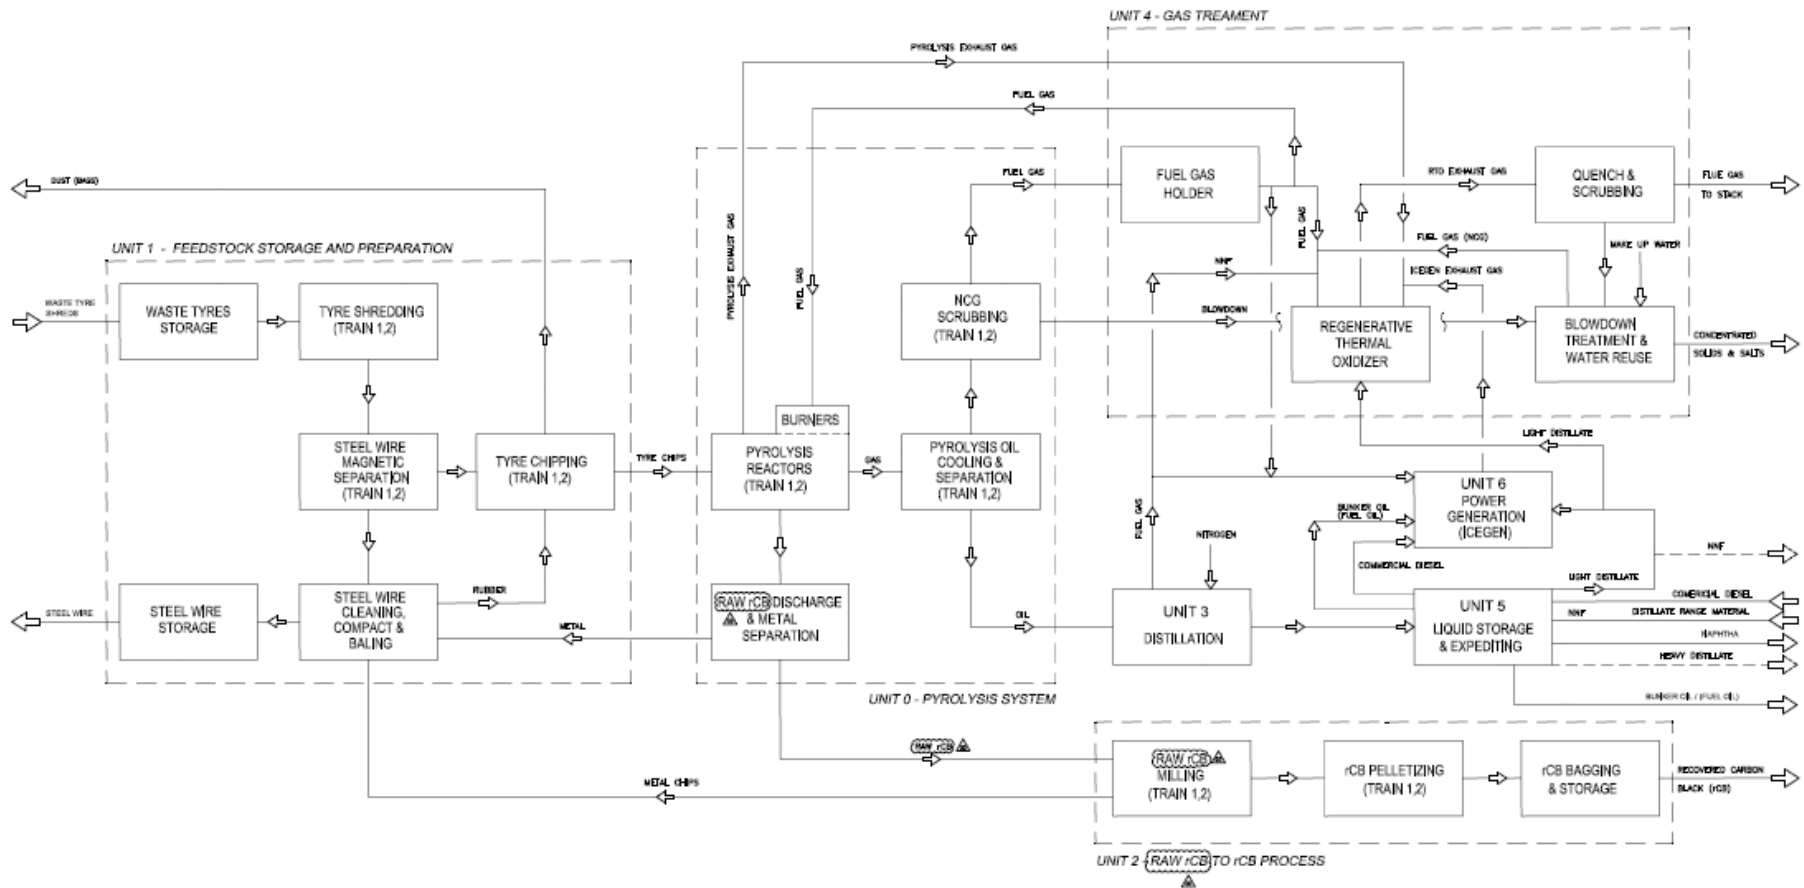 UNIT 4 - GAS TREAMENT
PYROLYSIS EXHAUST GAS
FUEL GAS
DUST (BAGS)
FUEL GAS
FUEL GAS
HOLDER
RTO EXHAUST GAS
QUENCH &
SCRUBBING
FLUE GAS
TO STACK
UNIT 1 - FEEDSTOCK STORAGE AND PREPARATION
PYROLYSIS EXHAUST GAS
FUEL GAS
FUEL GAS
FUEL GAS (NCG)
MAKE UP WATER
NNF
ICEGEN EXHAUST GAS
WASTE TYRE
SHREDS
WASTE TYRES
STORAGE
TYRE SHREDDING
(TRAIN 1,2)
NCG
SCRUBBING
(TRAIN 1,2)
BLOWDOWN
REGENERATIVE
THERMAL
OXIDIZER
BLOWDOWN
TREATMENT &
WATER REUSE
CONCENTRATED
SOLIDS & SALTS
BURNERS
LIGHT DISTILLATE
STEEL WIRE
MAGNETIC
SEPARATION
(TRAIN 1,2)
TYRE CHIPPING
(TRAIN 1,2)
TYRE CHIPS
PYROLYSIS
REACTORS
(TRAIN 1,2)
GAS
PYROLYSIS OIL
COOLING &
SEPARATION
(TRAIN 1,2)
FUEL GAS
NITROGEN
BUNKER OIL
(FUEL OIL)
UNIT 6
POWER
GENERATION
(ICEGEN)
NNF
COMMERCIAL DIESEL
LIGHT DISTILLATE
STEEL WIRE
STEEL WIRE
STORAGE
STEEL WIRE
CLEANING,
COMPACT &
BALING
RUBBER
METAL
RAW rCB DISCHARGE
& METAL
SEPARATION
OIL
UNIT 3
DISTILLATION
UNIT 5
LIQUID STORAGE
& EXPEDITING
COMERICIAL DIESEL
NNF
DISTILLATE RANGE MATERIAL
NAPHTHA
HEAVY DISTILLATE
BUNKER OIL / (FUEL OIL)
UNIT 0 - PYROLYSIS SYSTEM
RAW rCB
METAL CHIPS
RAW rCB
MILLING
(TRAIN 1,2)
rCB PELLETIZING
(TRAIN 1,2)
rCB BAGGING
& STORAGE
RECOVERED CARBON
BLACK (rCB)
UNIT 2 - RAW rCB TO rCB PROCESS